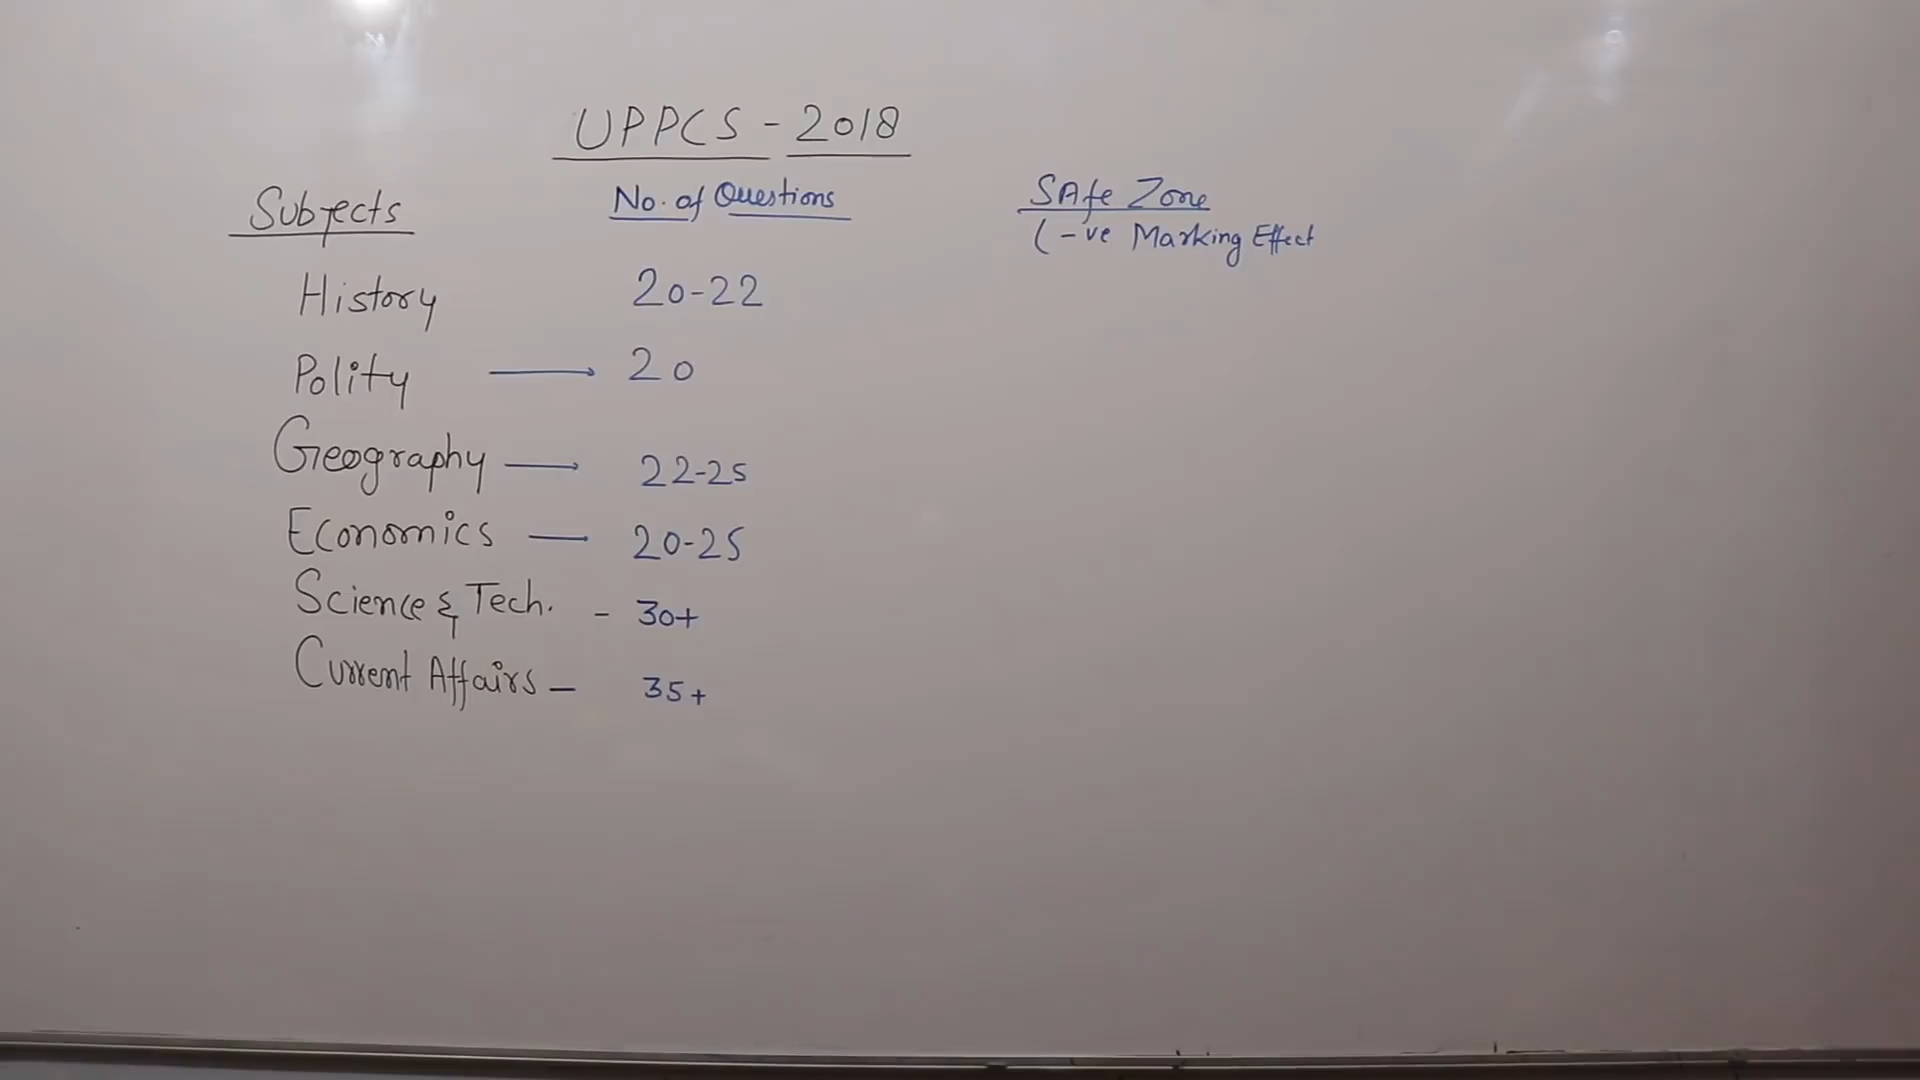 UPPCS - 2018
Subjects No. of Questions SAfe Zone
(-ve Marking Effect
History 20-22
Polity → 20
Geography → 22-25
Economics — 20-25
Science & Tech. - 30+
Current Affairs - 35+